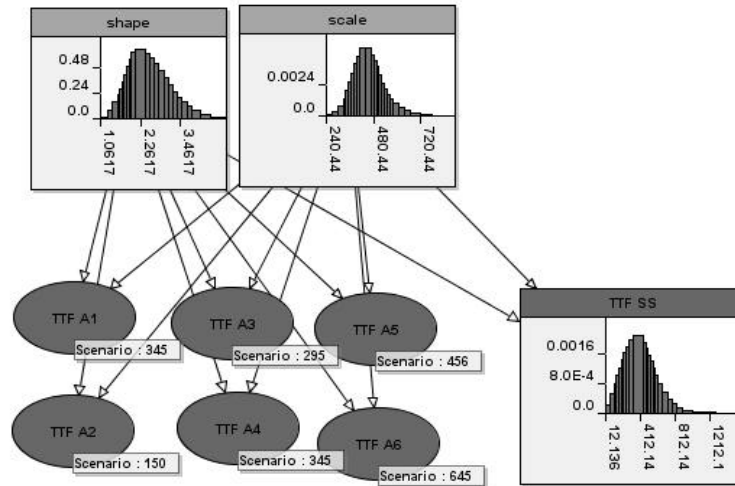 shape
scale
0.48
0.24
0.0
1.0617
2.2617
3.4617
0.0024
0.0
240.44
480.44
720.44
TTF A1
Scenario : 345
TTF A3
Scenario : 295
TTF A5
Scenario : 456
TTF SS
0.0016
8.0E-4
0.0
12.136
412.14
812.14
1212.1
TTF A2
Scenario : 150
TTF A4
Scenario : 345
TTF A6
Scenario : 645